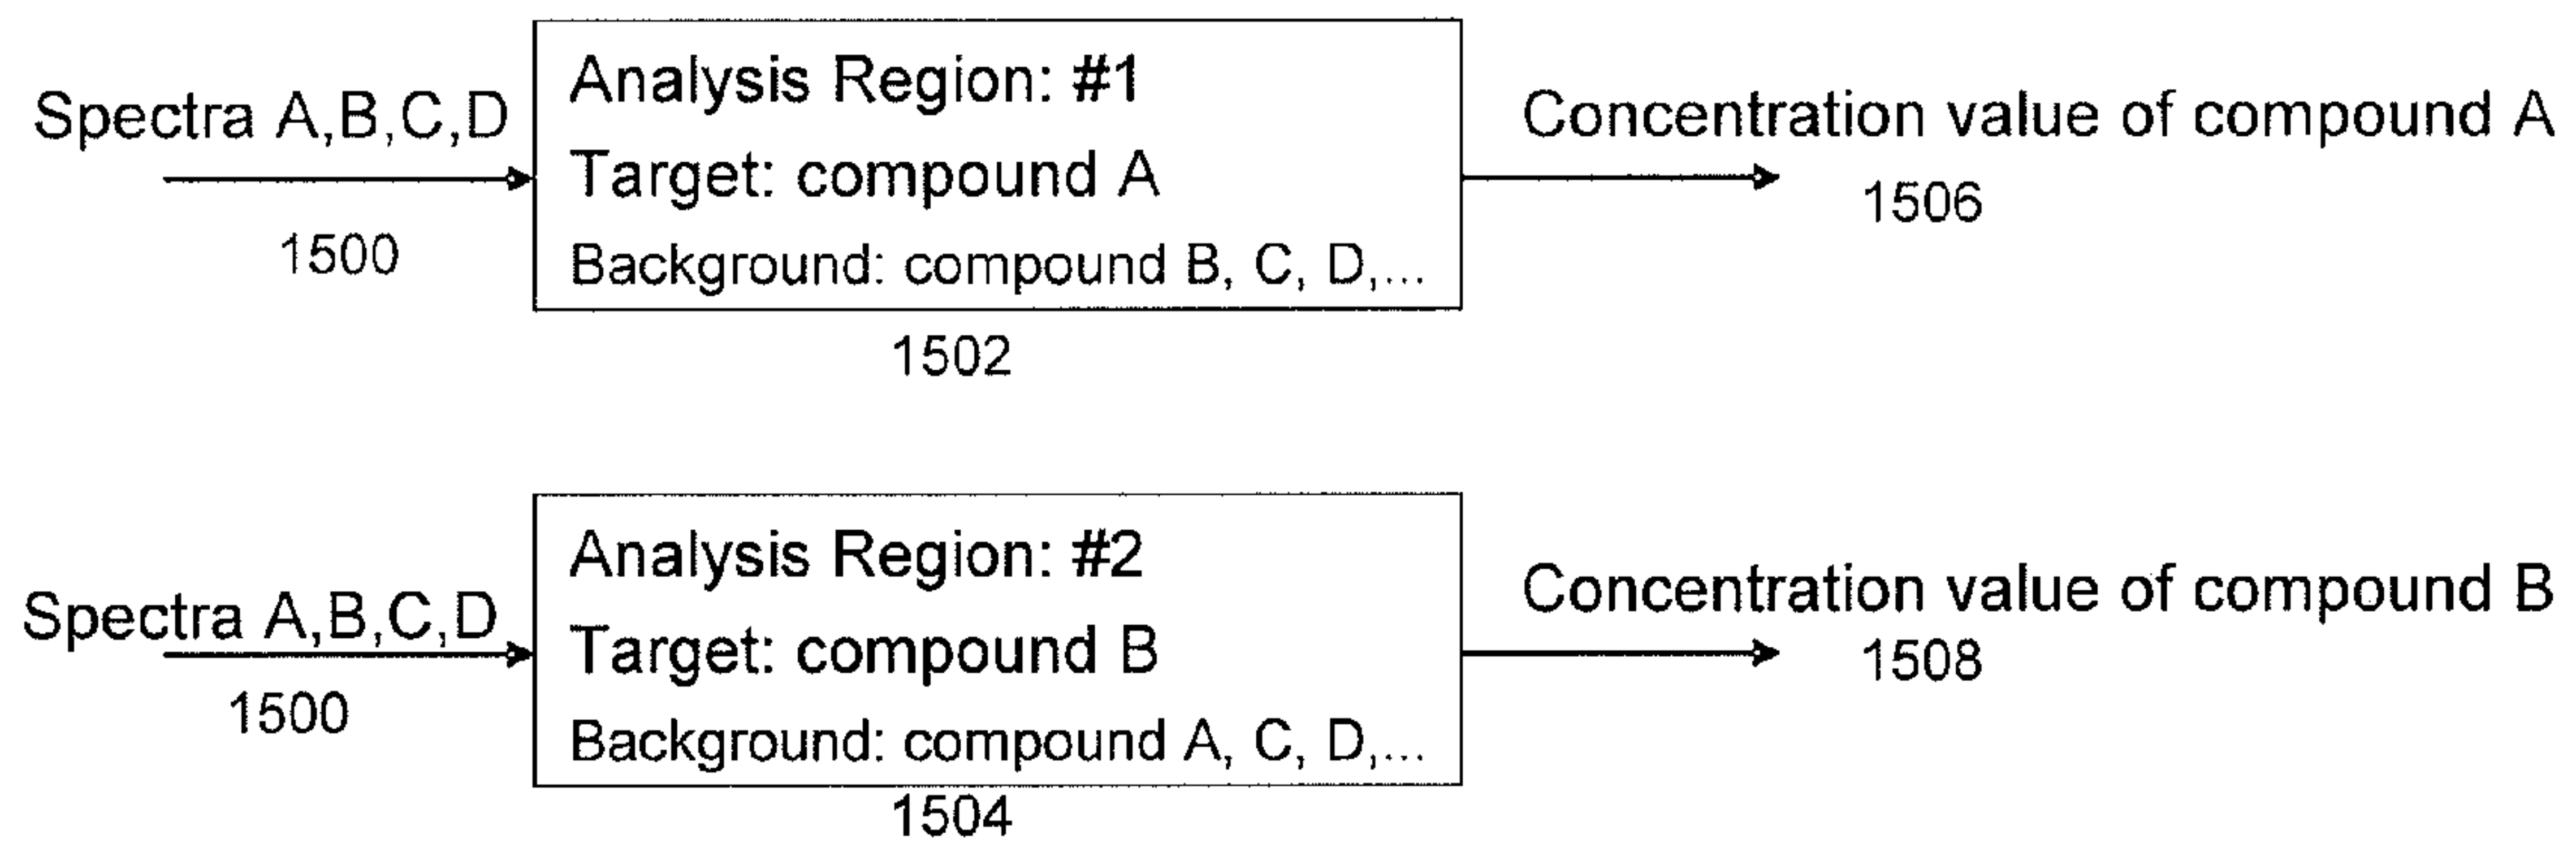 Spectra A,B,C,D
1500
Analysis Region: #1
Target: compound A
Background: compound B, C, D,...
1502
Concentration value of compound A
1506
Spectra A,B,C,D
1500
Analysis Region: #2
Target: compound B
Background: compound A, C, D,...
1504
Concentration value of compound B
1508